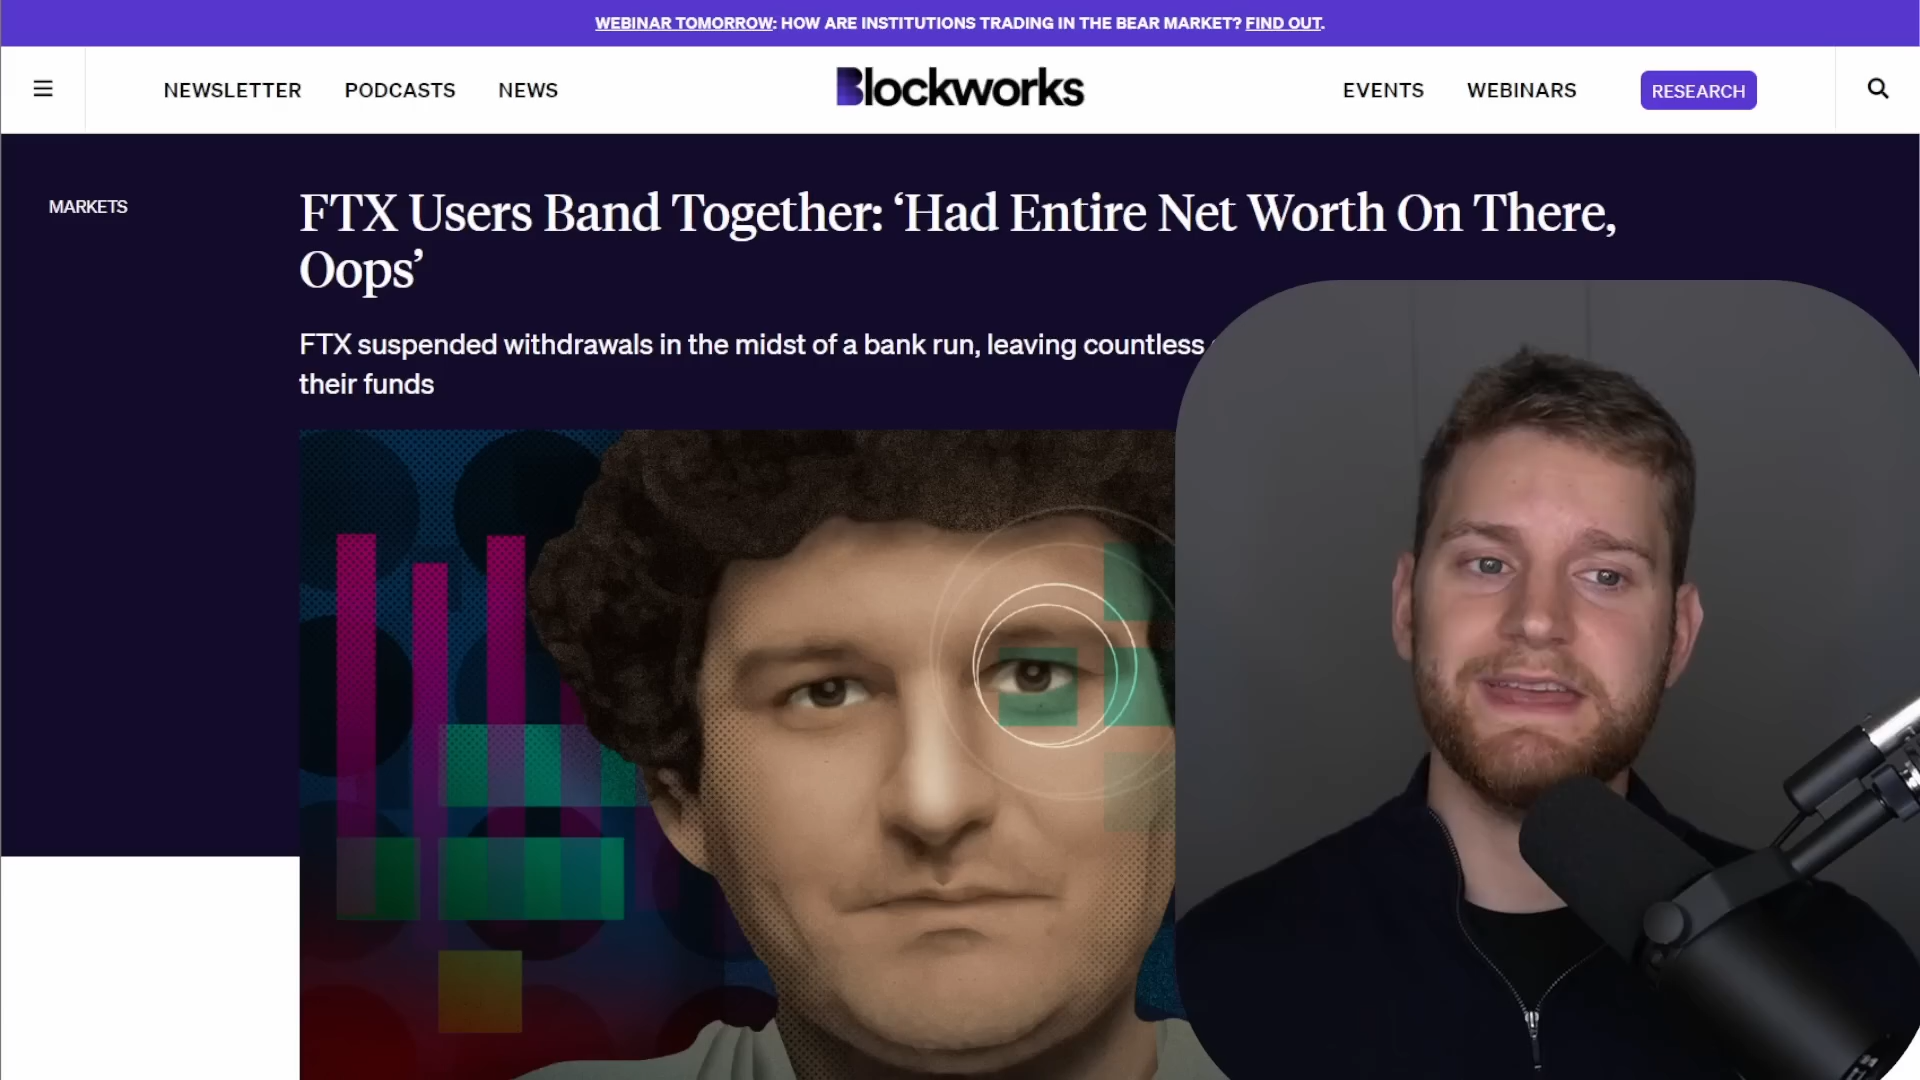 WEBINAR TOMORROW: HOW ARE INSTITUTIONS TRADING IN THE BEAR MARKET? FIND OUT.
NEWSLETTER PODCASTS NEWS Blockworks EVENTS WEBINARS RESEARCH
MARKETS
FTX Users Band Together: ‘Had Entire Net Worth On There,
Oops’
FTX suspended withdrawals in the midst of a bank run, leaving countless
their funds